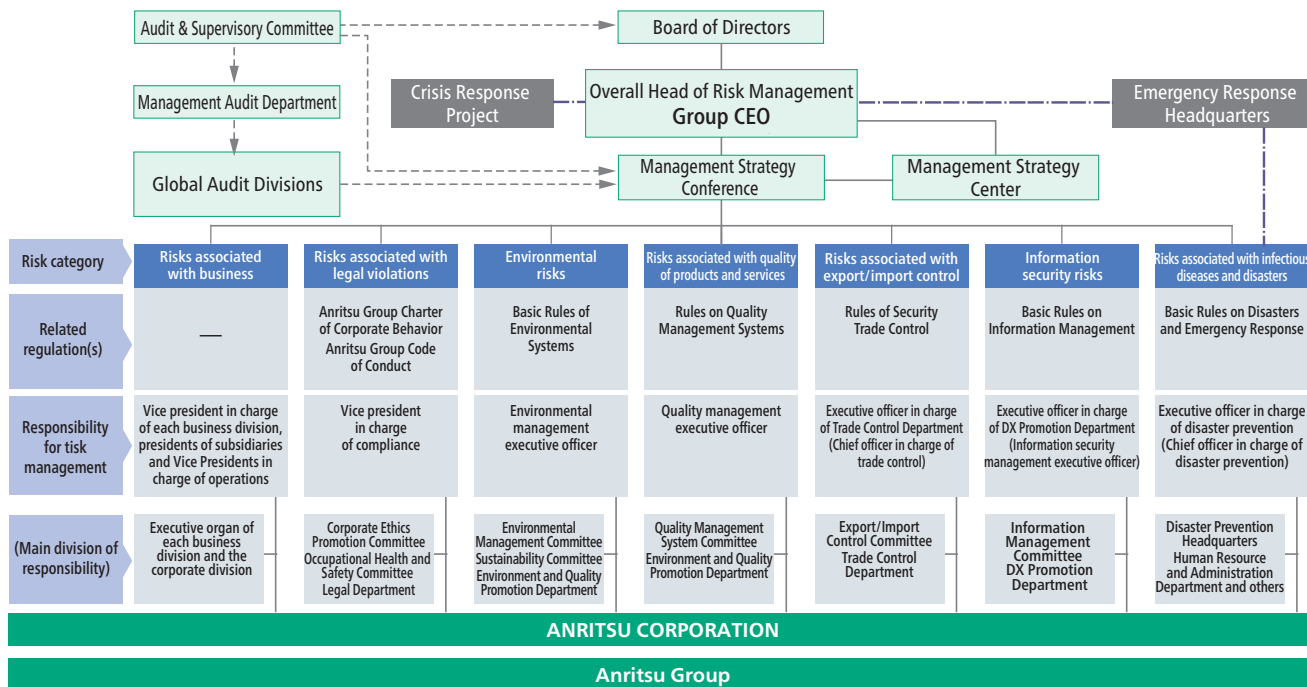 Audit & Supervisory Committee
Board of Directors
Management Audit Department
Crisis Response
Project
Overall Head of Risk Management
Group CEO
Emergency Response
Headquarters
Global Audit Divisions
Management Strategy
Conference
Management Strategy
Center
Risk category
Risks associated
with business
Risks associated with
legal violations
Environmental
risks
Risks associated with quality
of products and services
Risks associated with
export/import control
Information
security risks
Risks associated with infectious
diseases and disasters
Related
regulation(s)
—
Anritsu Group Charter
of Corporate Behavior
Anritsu Group Code
of Conduct
Basic Rules of
Environmental
Systems
Rules on Quality
Management Systems
Rules of Security
Trade Control
Basic Rules on
Information Management
Basic Rules on Disasters
and Emergency Response
Responsibility
for risk
management
Vice president in charge
of each business division,
presidents of subsidiaries
and Vice Presidents in
charge of operations
Vice president
in charge
of compliance
Environmental
management
executive officer
Quality management
executive officer
Executive officer in charge
of Trade Control Department
(Chief officer in charge of
trade control)
Executive officer in charge
of DX Promotion Department
(Information security
management executive officer)
Executive officer in charge
of disaster prevention
(Chief officer in charge of
disaster prevention)
(Main division of
responsibility)
Executive organ of
each business
division and the
corporate division
Corporate Ethics
Promotion Committee
Occupational Health and
Safety Committee
Legal Department
Environmental
Management Committee
Sustainability Committee
Environment and Quality
Promotion Department
Quality Management
System Committee
Environment and Quality
Promotion Department
Export/Import
Control Committee
Trade Control
Department
Information
Management
Committee
DX Promotion
Department
Disaster Prevention
Headquarters
Human Resource
and Administration
Department and others
ANRITSU CORPORATION
Anritsu Group